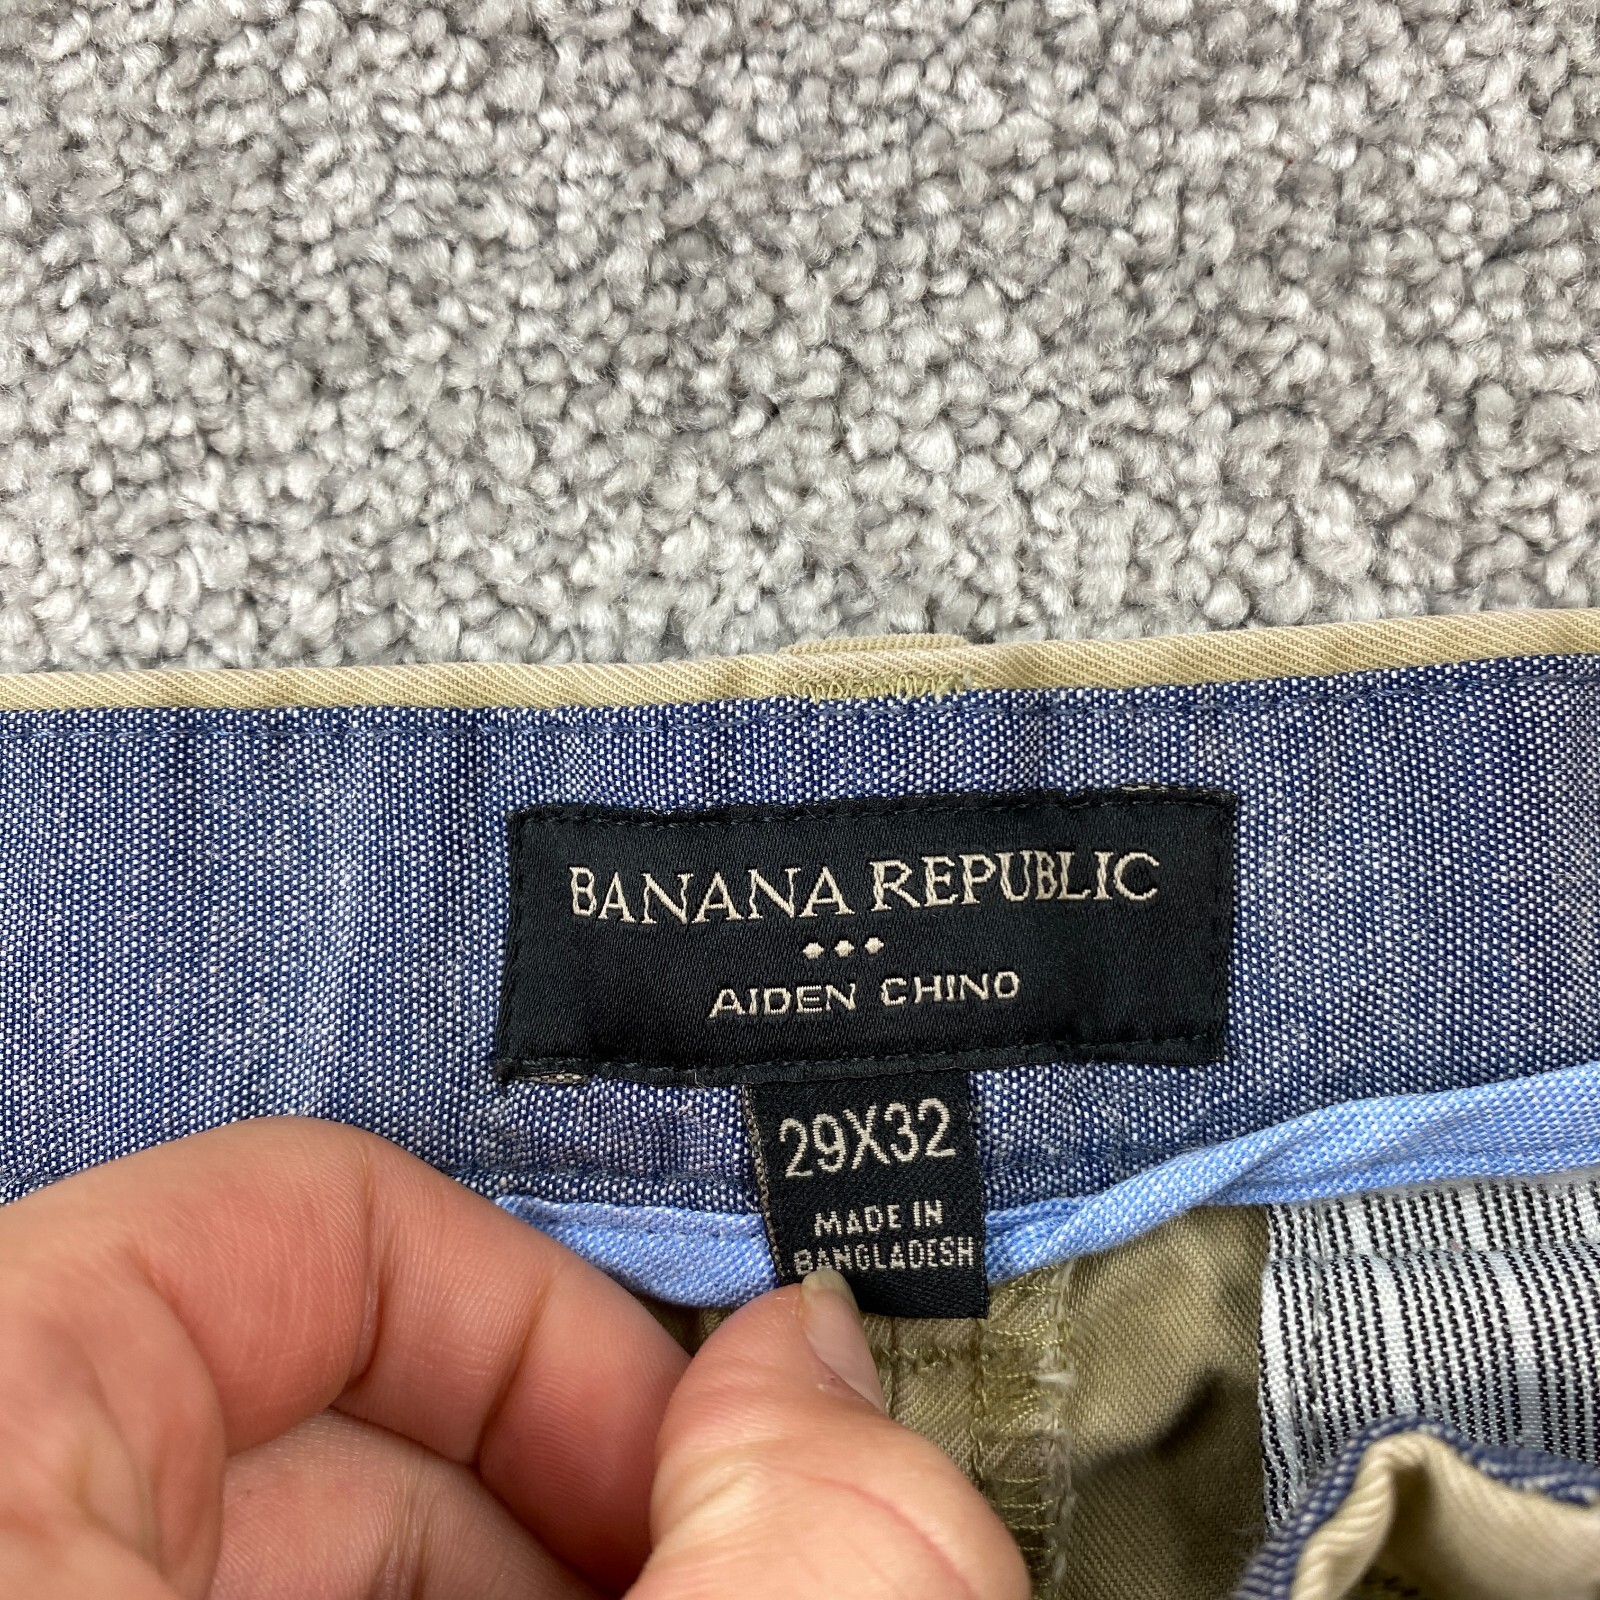 BANANA REPUBLIC
AIDEN CHINO
29X32
MADE IN
BANGLADESH